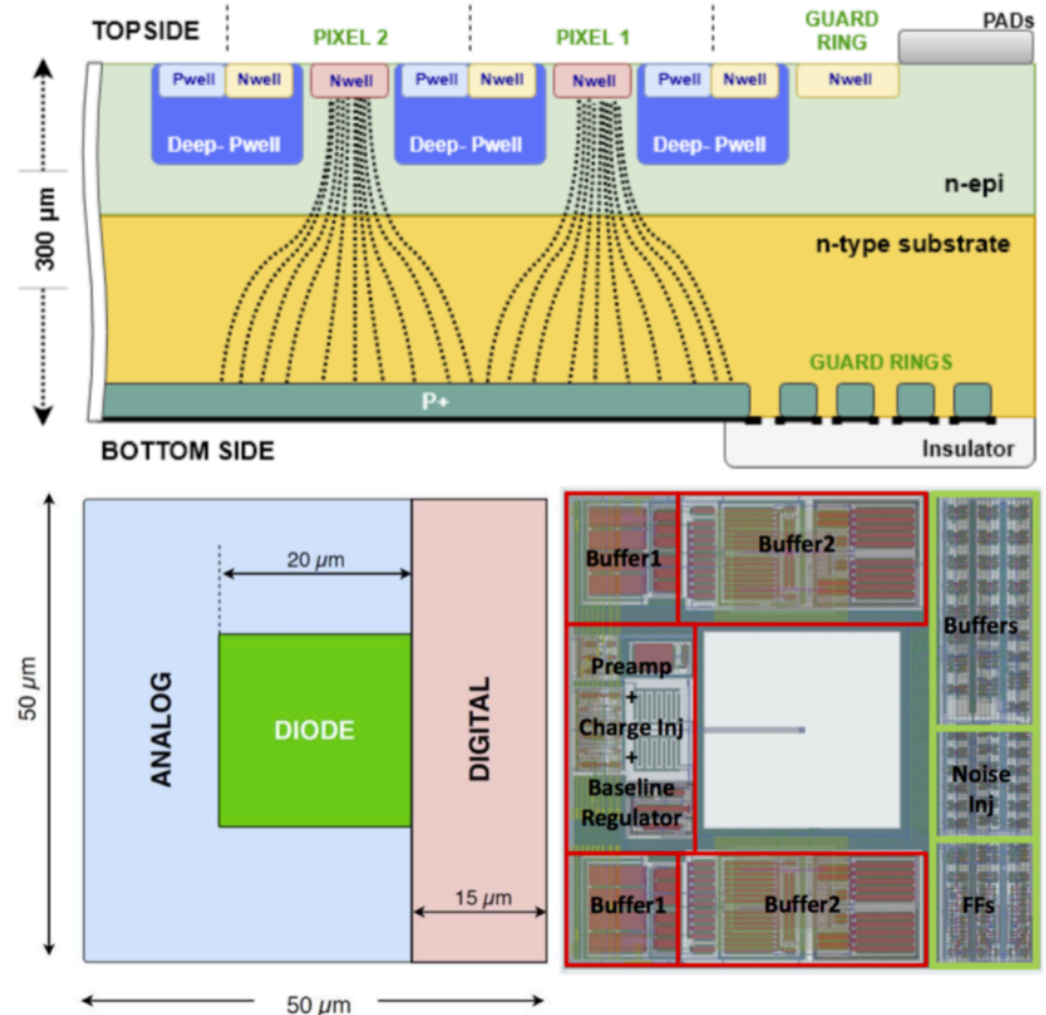 TOPSIDE
PIXEL 2
PIXEL 1
GUARD
RING
PADs
Pwell
Nwell
Nwell
Pwell
Nwell
Nwell
Pwell
Nwell
Nwell
Deep- Pwell
Deep- Pwell
Deep- Pwell
n-epi
300 µm
n-type substrate
GUARD RINGS
P+
BOTTOM SIDE
Insulator
20 µm
50 µm
ANALOG
DIODE
DIGITAL
15 µm
50 µm
Buffer1
Buffer2
Buffers
Preamp
+
Charge Inj
+
Baseline
Regulator
Noise
Inj
Buffer1
Buffer2
FFs